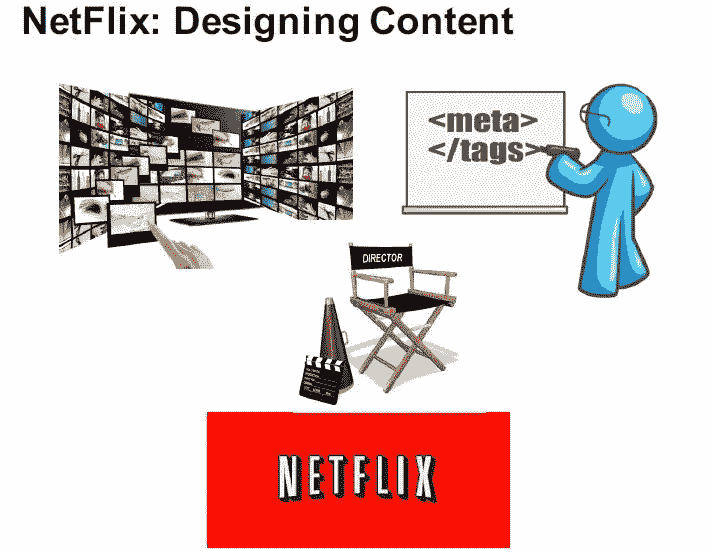 NetFlix: Designing Content
<meta>
</tags>
DIRECTOR
NETFLIX